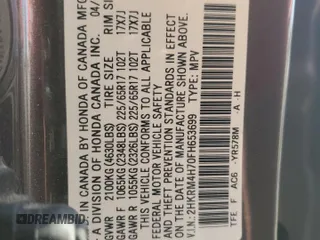 IN CANADA BY HONDA OF CANADA MFG
A DIVISION OF HONDA CANADA INC. 04/
GVWR 2100KG (4630LBS) TIRE SIZE RIM SI
GAWR F 1065KG (2348LBS) 225/65R17 102T 17X7J
GAWR R 1055KG (2326LBS) 225/65R17 102T 17X7J
THIS VEHICLE CONFORMS TO ALL APPLICABLE
FEDERAL MOTOR VEHICLE SAFETY
AND THEFT PREVENTION STANDARDS IN EFFECT
ON THE DATE OF MANUFACTURE SHOWN ABOVE.
V.I.N: 2HKRM4H70FH653699 TYPE: MPV
TFE F AC6 -YR578M A H
DREAMBID